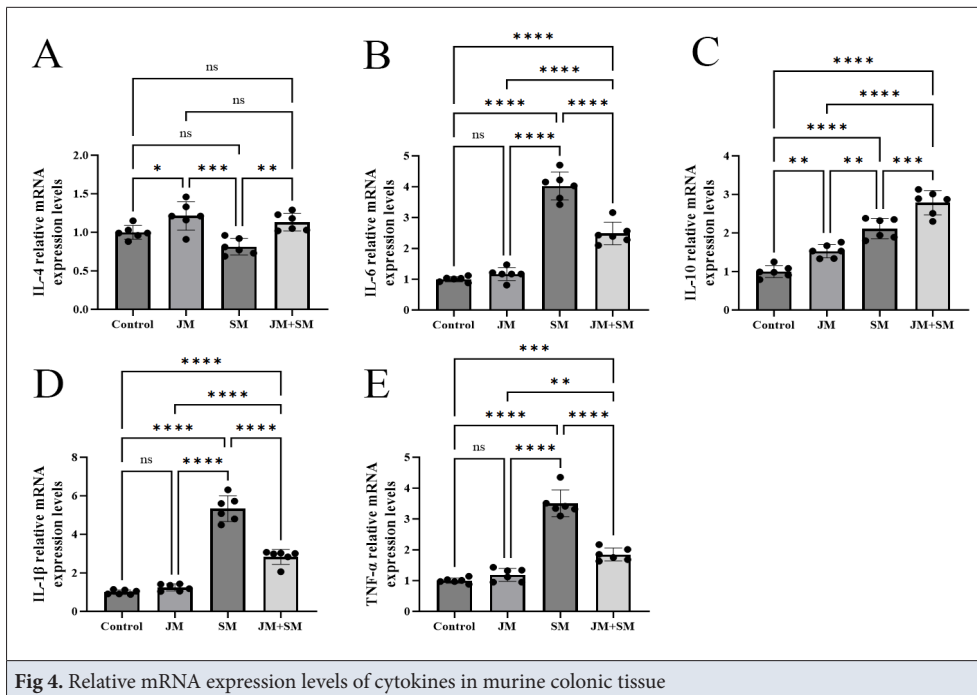 A
ns
ns
ns
* *** **
IL-4 relative mRNA
expression levels
2.0
1.5
1.0
0.5
0.0
Control JM SM JM+SM
B
****
****
**** ****
ns ****
IL-6 relative mRNA
expression levels
5
4
3
2
1
0
Control JM SM JM+SM
C
****
****
****
** ** ***
IL-10 relative mRNA
expression levels
4
3
2
1
0
Control JM SM JM+SM
D
****
****
**** ****
ns ****
IL-1β relative mRNA
expression levels
8
6
4
2
0
Control JM SM JM+SM
E
***
**
**** ****
ns ****
TNF-α relative mRNA
expression levels
5
4
3
2
1
0
Control JM SM JM+SM
Fig 4. Relative mRNA expression levels of cytokines in murine colonic tissue